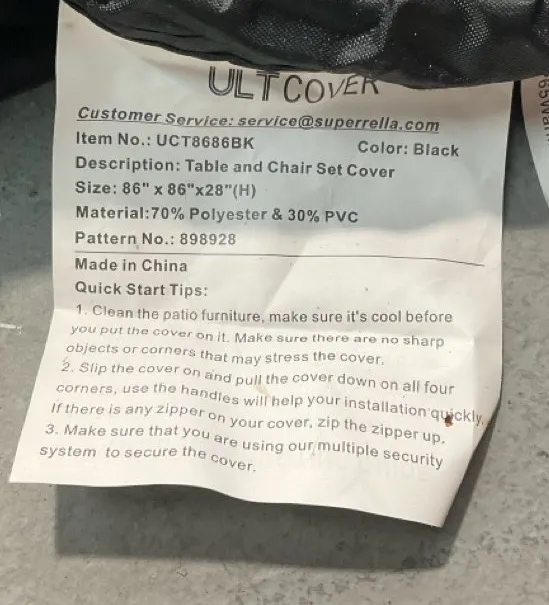 ULTCOVER
Customer Service: service@superrella.com
Item No.: UCT8686BK Color: Black
Description: Table and Chair Set Cover
Size: 86" x 86"x28"(H)
Material:70% Polyester & 30% PVC
Pattern No.: 898928
Made in China
Quick Start Tips:
1. Clean the patio furniture, make sure it's cool before
you put the cover on it. Make sure there are no sharp
objects or corners that may stress the cover.
2. Slip the cover on and pull the cover down on all four
corners, use the handles will help your installation quickly.
If there is any zipper on your cover, zip the zipper up.
3. Make sure that you are using our multiple security
system to secure the cover.